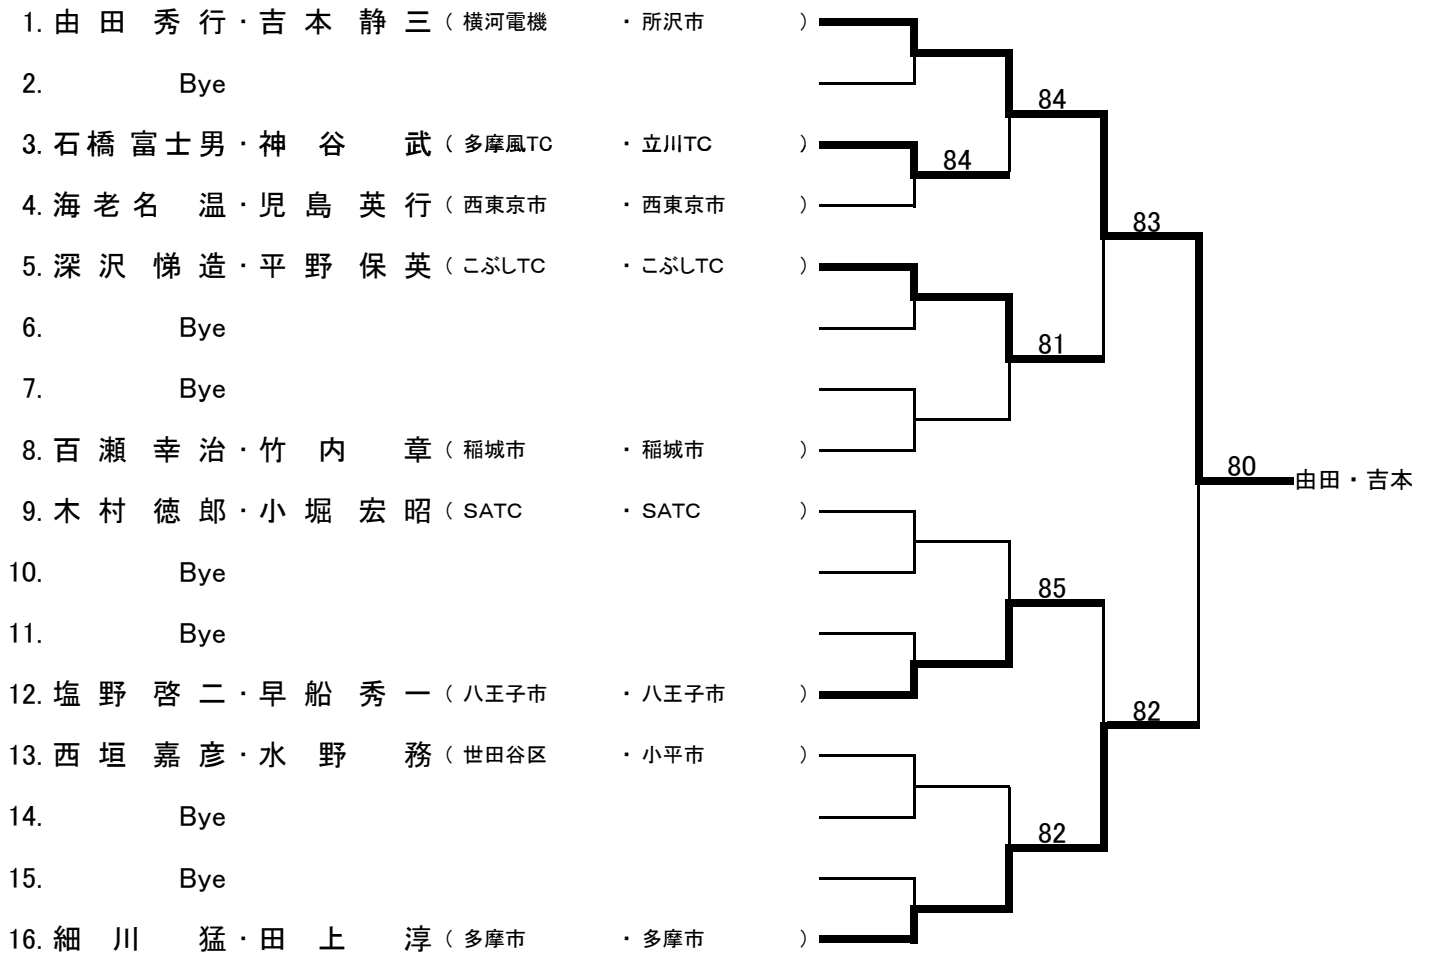 1. 由田 秀行・吉本 静三 （ 横河電機 ・ 所沢市 ）
2. Bye
84
3. 石橋 富士男・神谷 武 （ 多摩風TC ・ 立川TC ）
84
4. 海老名 温・児島 英行 （ 西東京市 ・ 西東京市 ）
83
5. 深沢 悌造・平野 保英 （ こぶしTC ・ こぶしTC ）
6. Bye
81
7. Bye
8. 百瀬 幸治・竹内 章 （ 稲城市 ・ 稲城市 ）
80 由田・吉本
9. 木村 徳郎・小堀 宏昭 （ SATC ・ SATC ）
10. Bye
85
11. Bye
12. 塩野 啓二・早船 秀一 （ 八王子市 ・ 八王子市 ）
82
13. 西垣 嘉彦・水野 務 （ 世田谷区 ・ 小平市 ）
14. Bye
82
15. Bye
16. 細川 猛・田上 淳 （ 多摩市 ・ 多摩市 ）